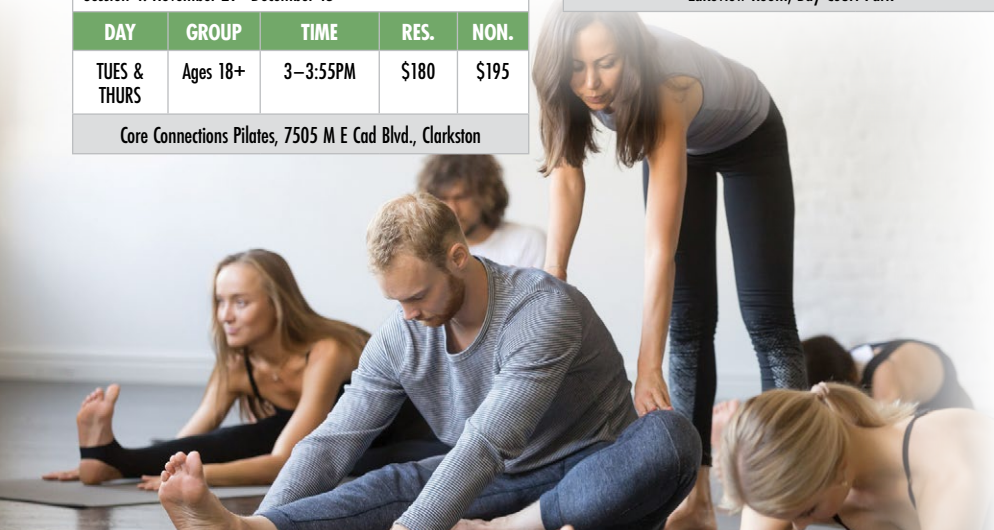 DAY GROUP TIME RES. NON.
TUES & Ages 18+ 3–3:55PM $180 $195
THURS
Core Connections Pilates, 7505 M E Cad Blvd., Clarkston